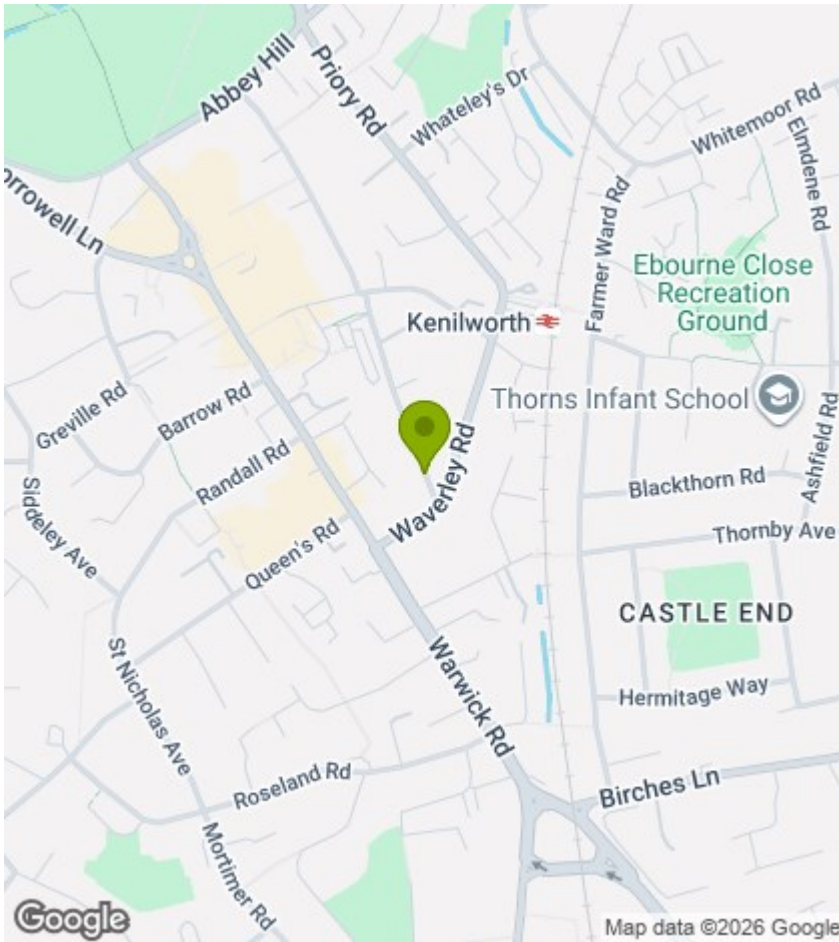 Abbey Hill
Priory Rd
Whateley's Dr
Whitemoor Rd
Elmdene Rd
Farmer Ward Rd
Ebourne Close
Recreation
Ground
Kenilworth
Thorns Infant School
Greville Rd
Barrow Rd
Randall Rd
Siddeley Ave
Queen's Rd
Waverley Rd
Blackthorn Rd
Ashfield Rd
Thornby Ave
CASTLE END
Hermitage Way
St Nicholas Ave
Warwick Rd
Roseland Rd
Birches Ln
Mortimer Rd
Google
Map data ©2026 Google